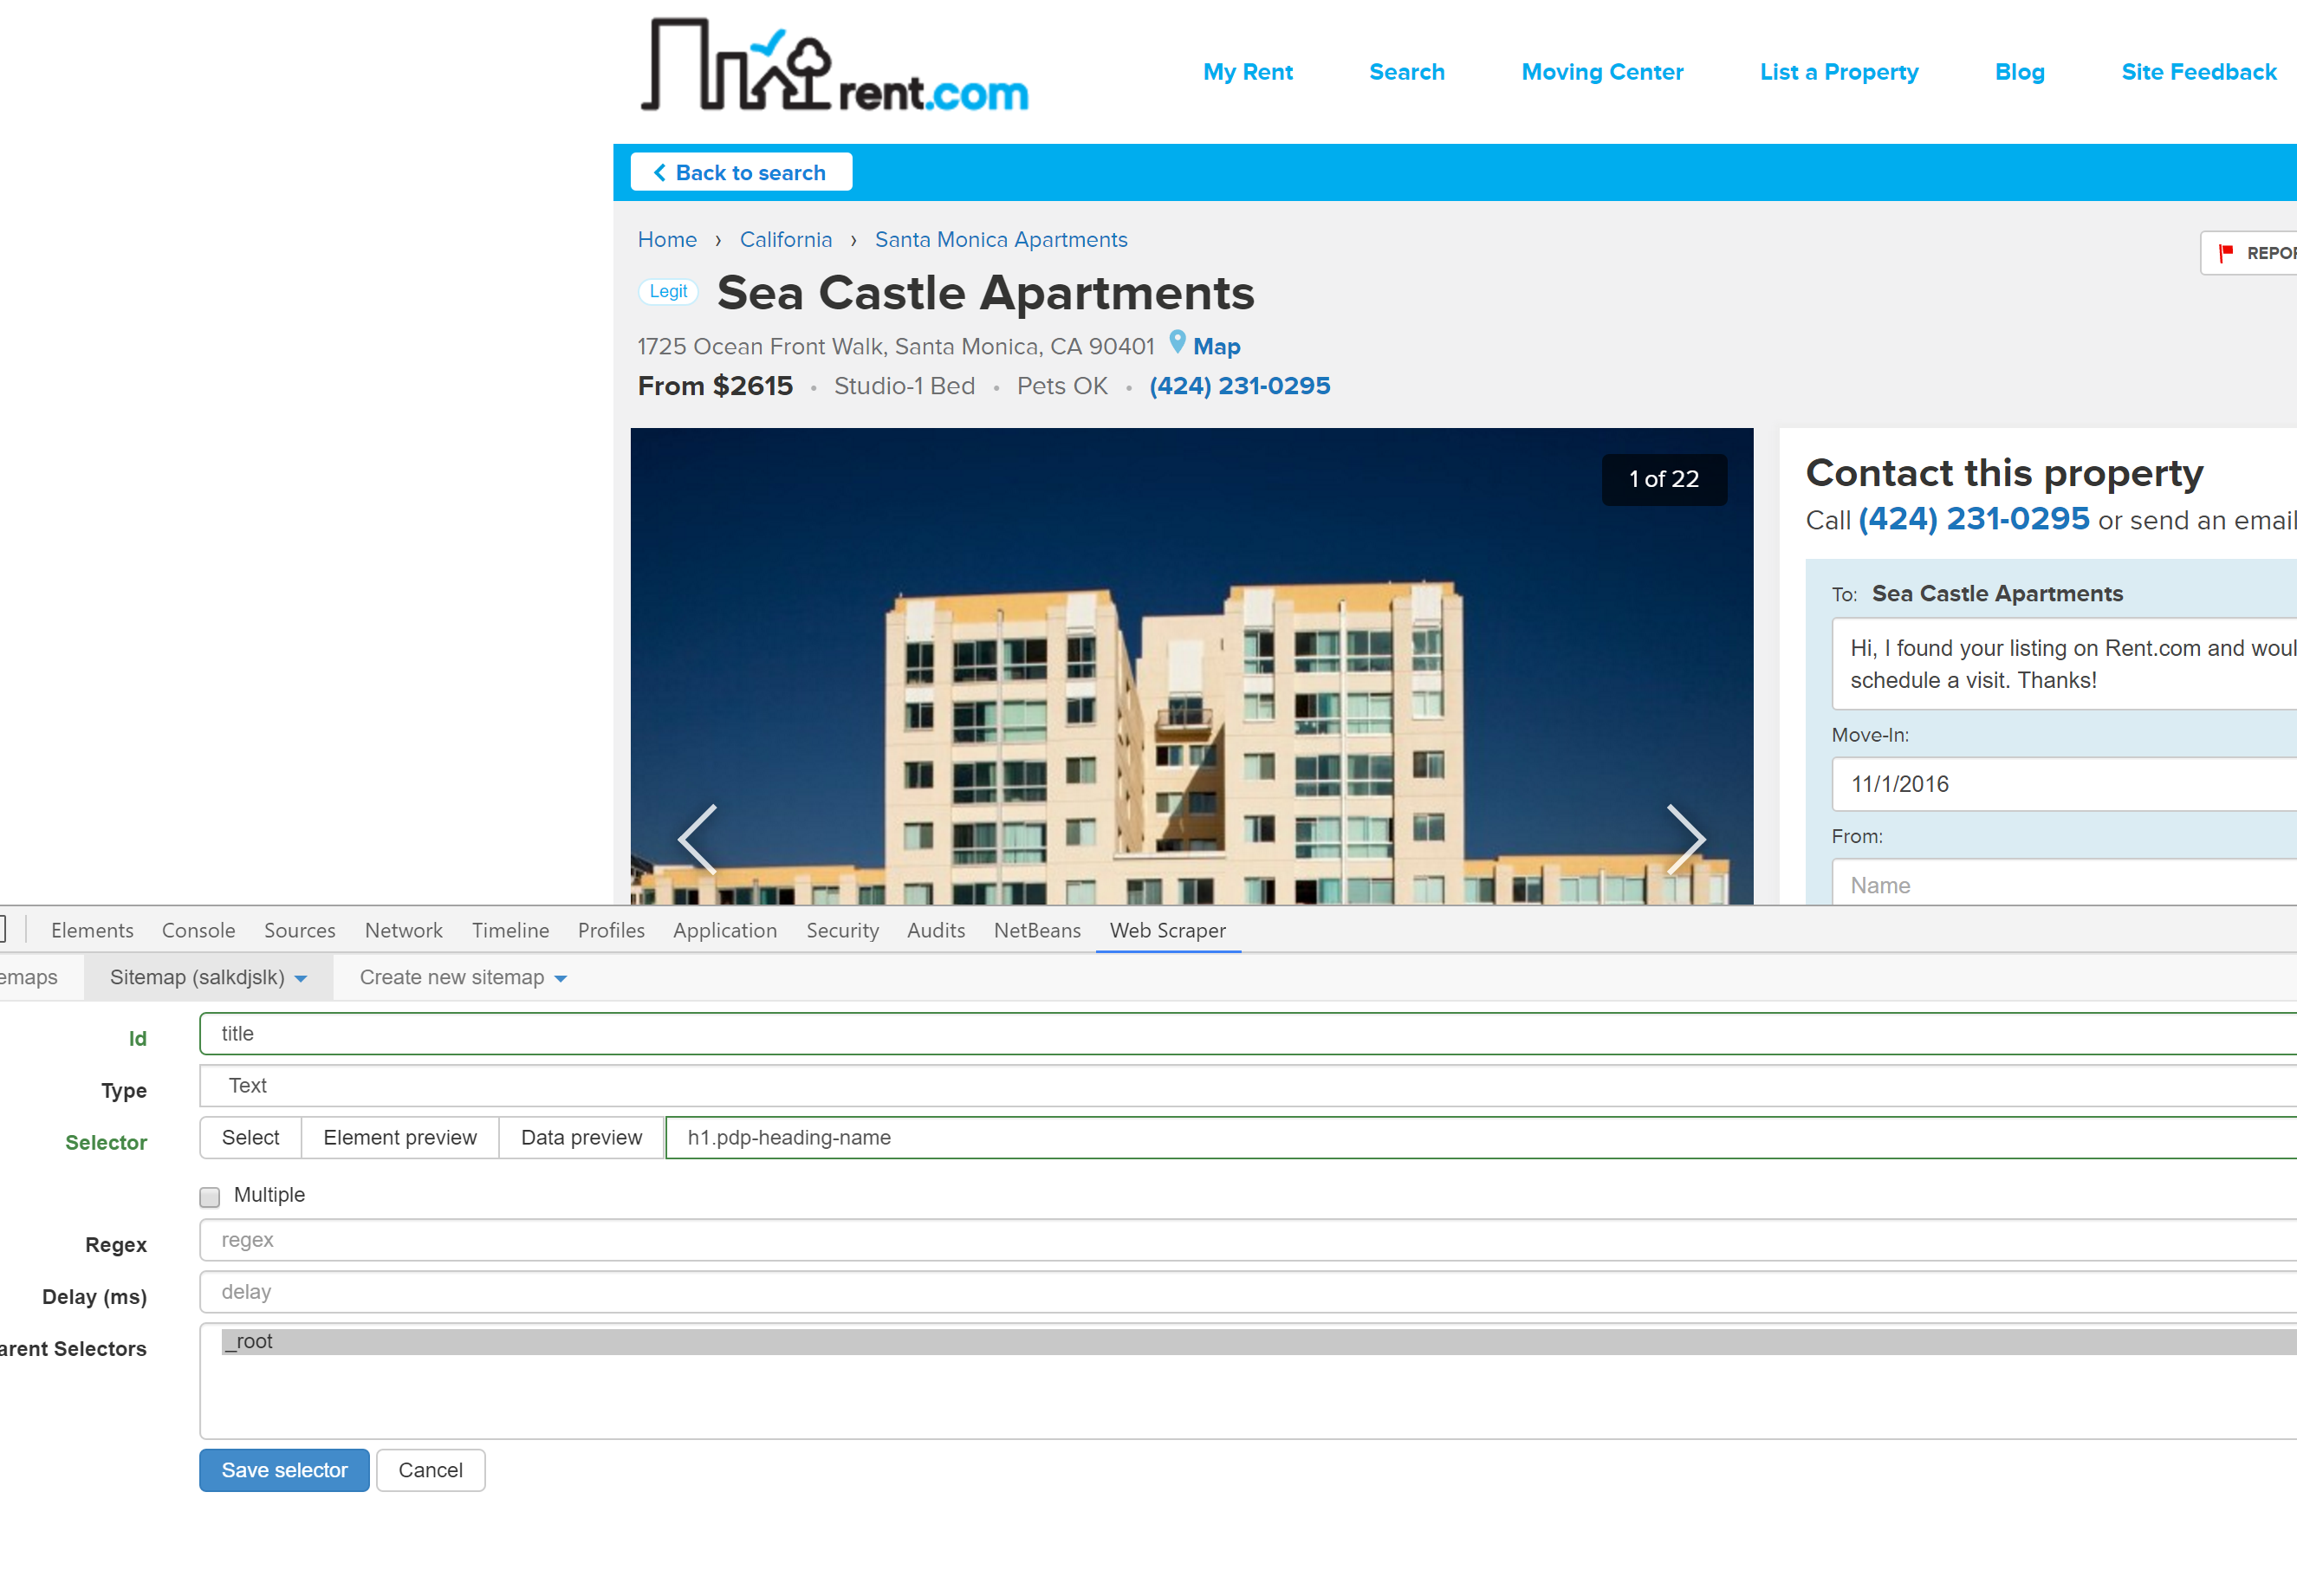 rent.com
My Rent Search Moving Center List a Property Blog Site Feedback
Back to search
Home › California › Santa Monica Apartments
REPOR
Legit Sea Castle Apartments
1725 Ocean Front Walk, Santa Monica, CA 90401 Map
From $2615 • Studio-1 Bed • Pets OK • (424) 231-0295
1 of 22
Contact this property
Call (424) 231-0295 or send an email
To: Sea Castle Apartments
Hi, I found your listing on Rent.com and woul
schedule a visit. Thanks!
Move-In:
11/1/2016
From:
Name
Elements Console Sources Network Timeline Profiles Application Security Audits NetBeans Web Scraper
emaps Sitemap (salkdjslk) Create new sitemap
Id title
Type Text
Selector Select Element preview Data preview h1.pdp-heading-name
Multiple
Regex regex
Delay (ms) delay
arent Selectors _root
Save selector Cancel